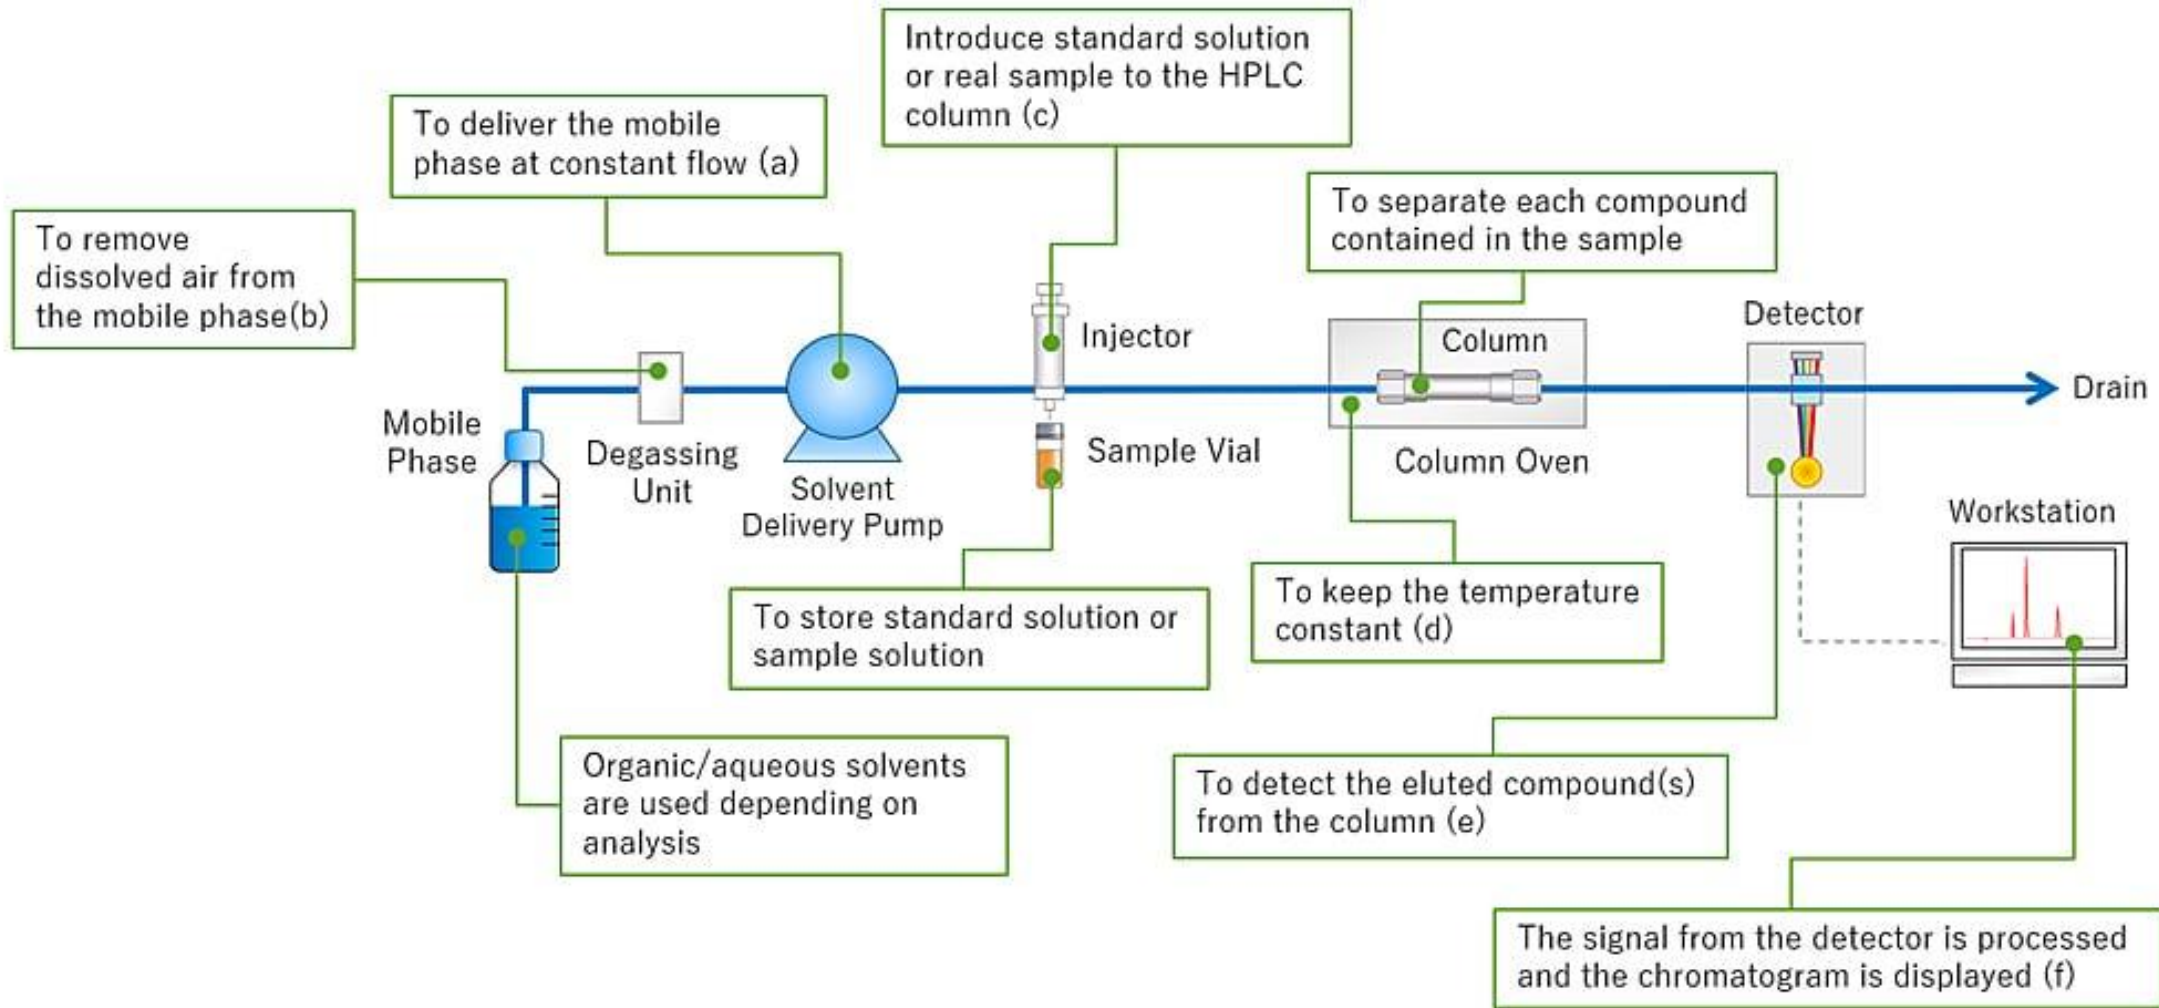 Introduce standard solution
or real sample to the HPLC
column (c)
To deliver the mobile
phase at constant flow (a)
To separate each compound
contained in the sample
To remove
dissolved air from
the mobile phase(b)
Detector
Injector
Column
Drain
Mobile
Phase
Degassing
Unit
Sample Vial
Column Oven
Solvent
Delivery Pump
Workstation
To store standard solution or
sample solution
To keep the temperature
constant (d)
Organic/aqueous solvents
are used depending on
analysis
To detect the eluted compound(s)
from the column (e)
The signal from the detector is processed
and the chromatogram is displayed (f)